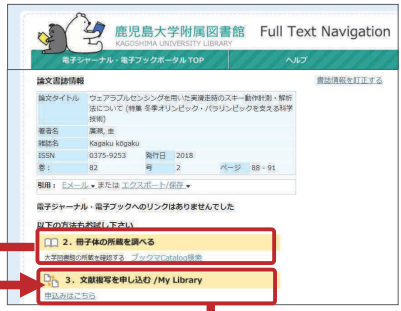 鹿児島大学附属図書館 Full Text Navigation
KAGOSHIMA UNIVERSITY LIBRARY
電子ジャーナル・電子ブックポータル TOP ヘルプ
論文書誌情報 書誌情報を訂正する
論文タイトル ウェアラブルセンシングを用いた実滑走時のスキー動作計測・解析
法について (特集 冬季オリンピック・パラリンピックを支える科学
技術)
著者名 廣瀬, 圭
雑誌名 Kagaku kōgaku
ISSN 0375-9253 発行日 2018
巻: 82 号 2 ページ 88 - 91
引用: Eメール または エクスポート/保存
電子ジャーナル・電子ブックへのリンクはありませんでした
以下の方法もお試し下さい
2. 冊子体の所蔵を調べる
大学図書館の所蔵を確認する ブックマCatalog検索
3. 文献複写を申し込む /My Library
申込みはこちら